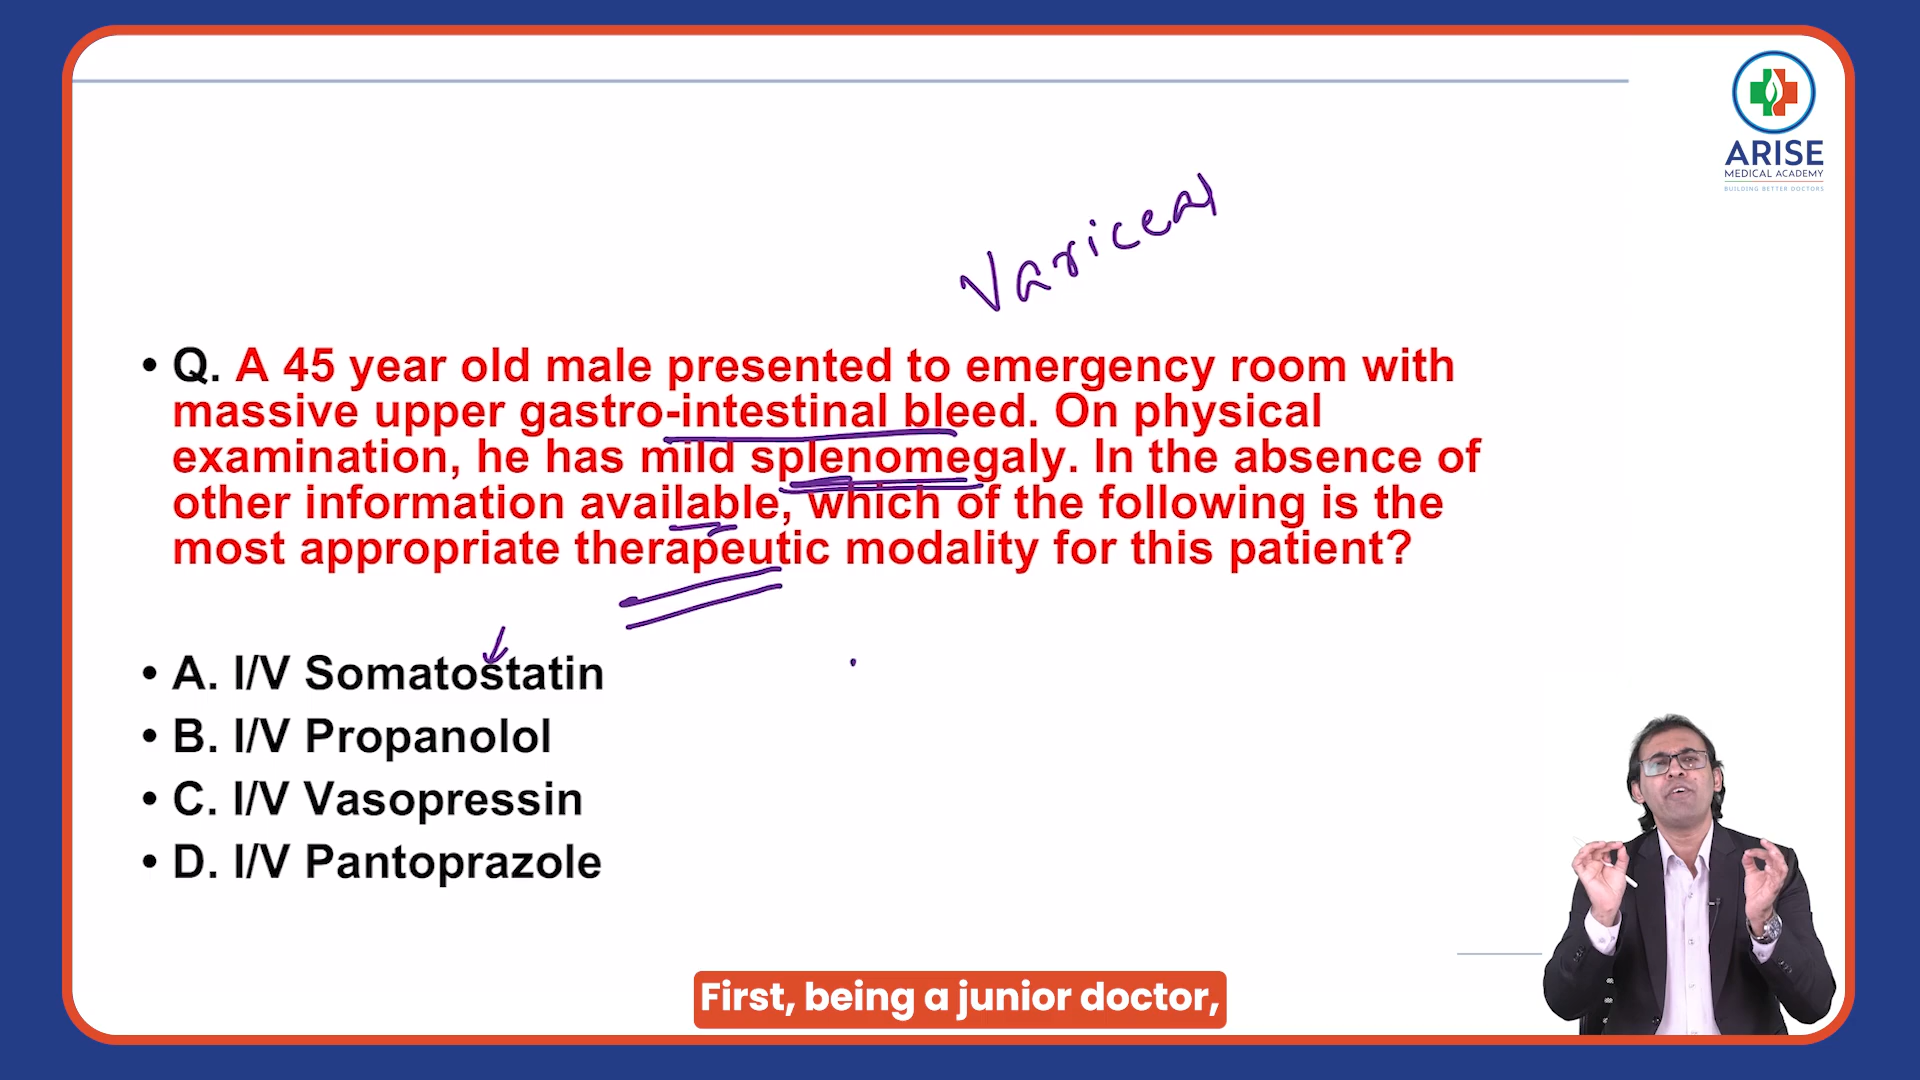 ARISE
MEDICAL ACADEMY
BUILDING BETTER DOCTORS
Variceal
• Q. A 45 year old male presented to emergency room with
massive upper gastro-intestinal bleed. On physical
examination, he has mild splenomegaly. In the absence of
other information available, which of the following is the
most appropriate therapeutic modality for this patient?
• A. I/V Somatostatin
• B. I/V Propanolol
• C. I/V Vasopressin
• D. I/V Pantoprazole
First, being a junior doctor,